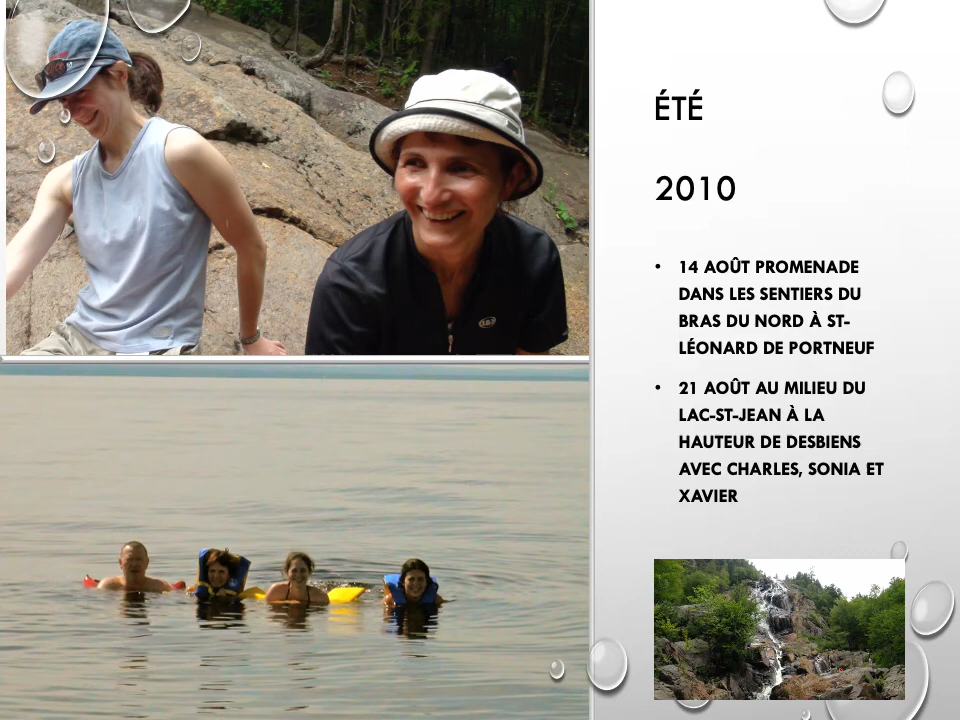 ÉTÉ
2010
• 14 AOÛT PROMENADE
DANS LES SENTIERS DU
BRAS DU NORD À ST-
LÉONARD DE PORTNEUF
• 21 AOÛT AU MILIEU DU
LAC-ST-JEAN À LA
HAUTEUR DE DESBIENS
AVEC CHARLES, SONIA ET
XAVIER